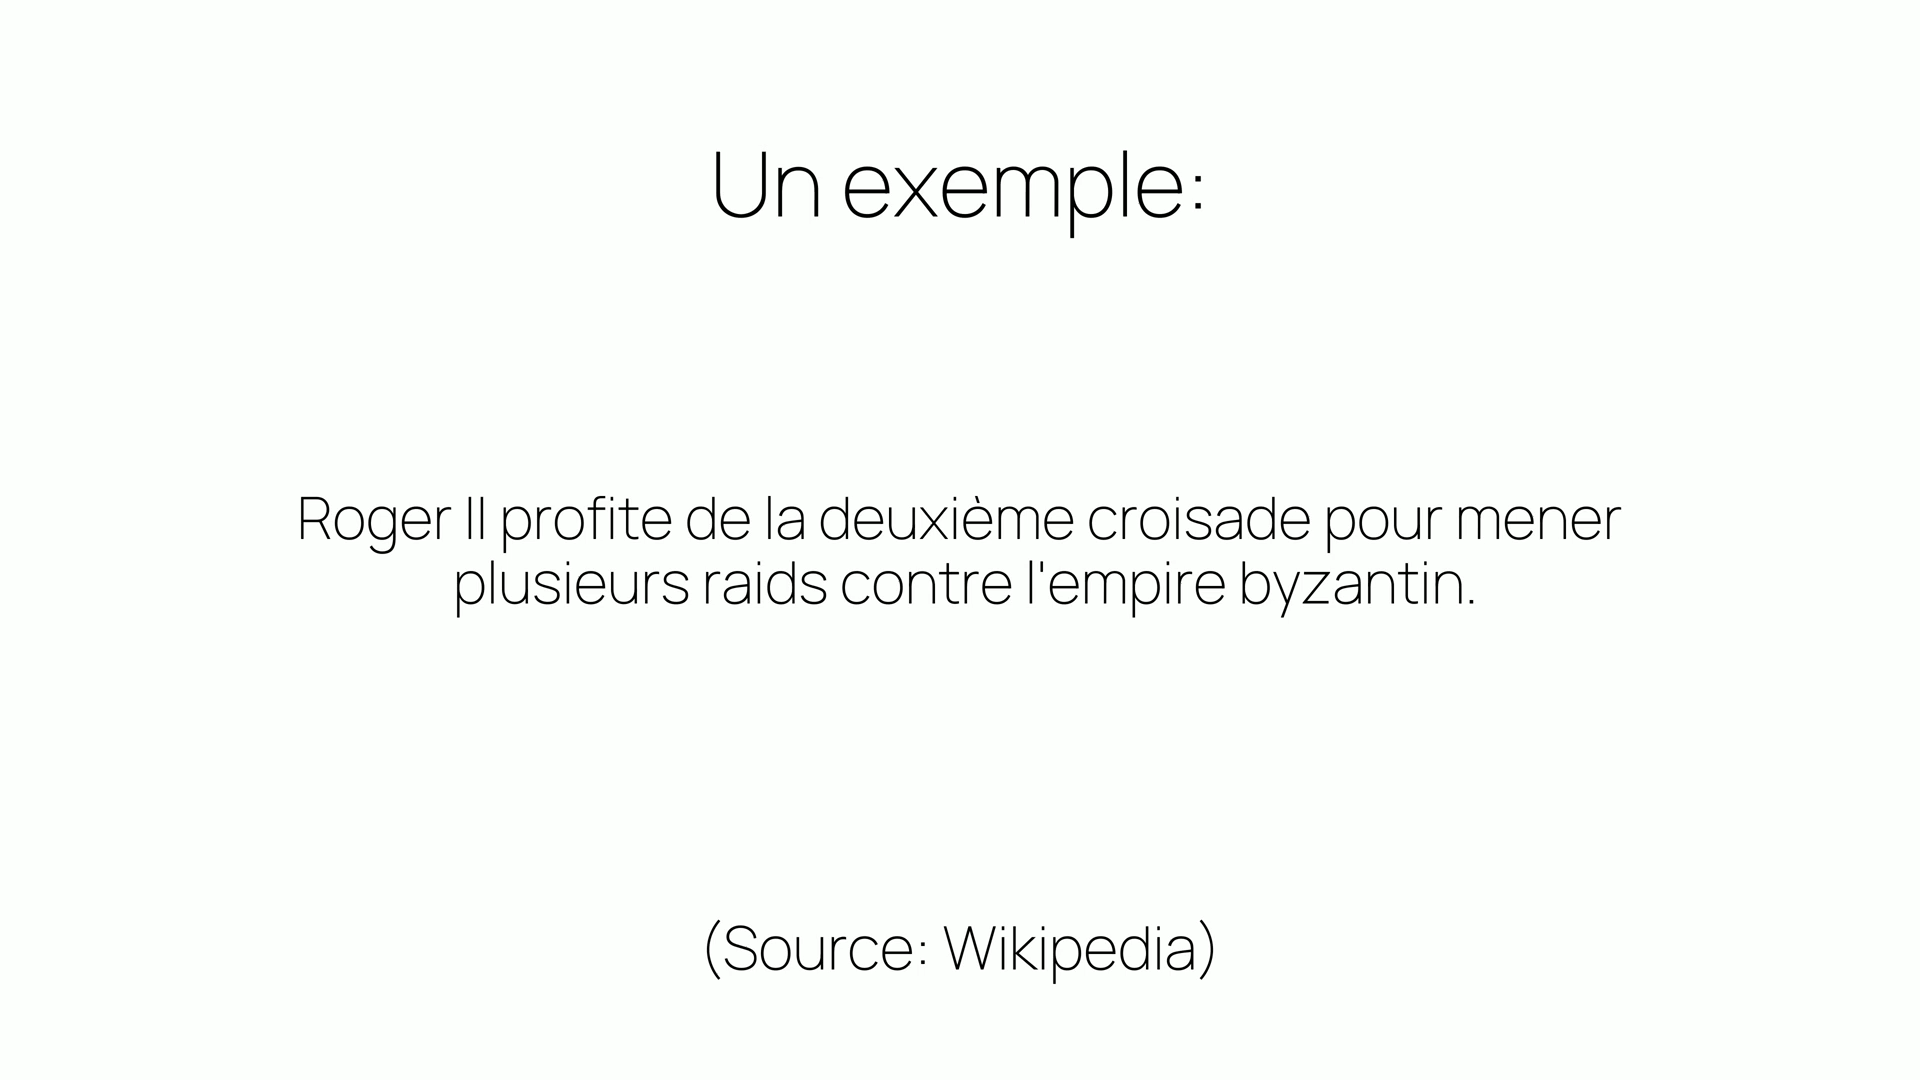 Un exemple:
Roger II profite de la deuxième croisade pour mener
plusieurs raids contre l'empire byzantin.
(Source: Wikipedia)